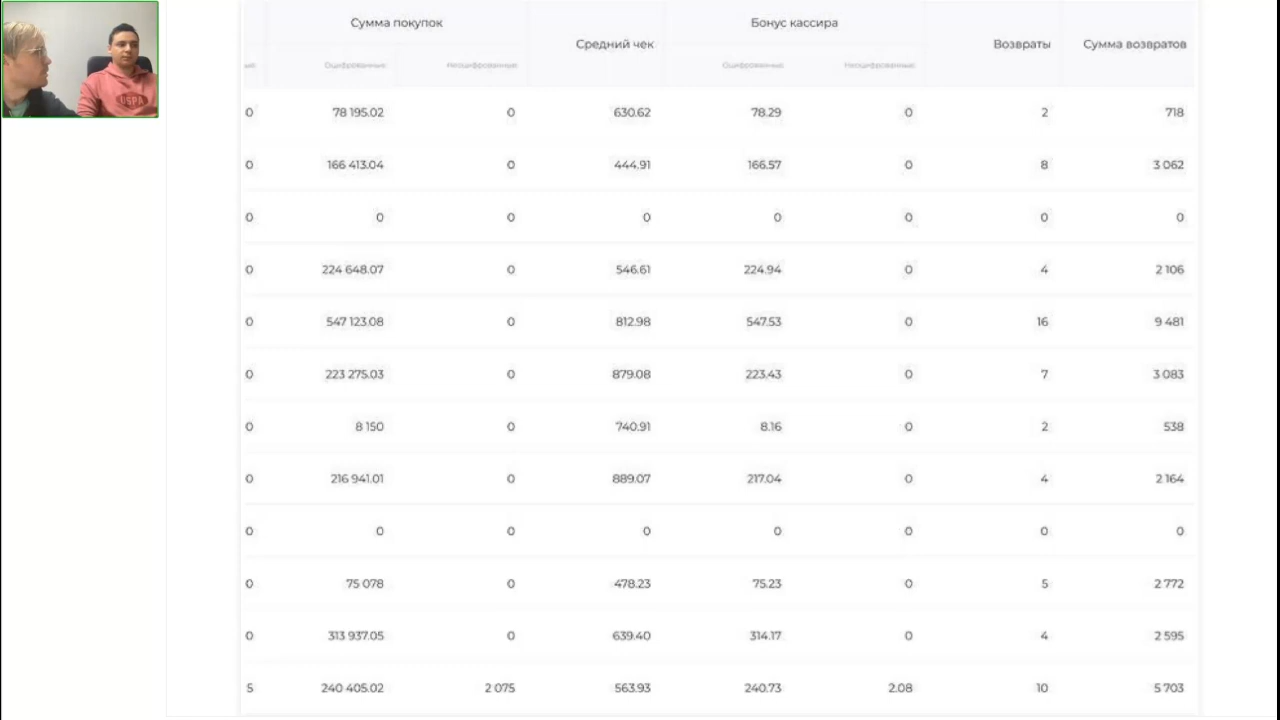 Сумма покупок Бонус кассира
Средний чек Возвраты Сумма возвратов
ые Оцифрованные Неоцифрованные Оцифрованные Неоцифрованные
0 78 195.02 0 630.62 78.29 0 2 718
0 166 413.04 0 444.91 166.57 0 8 3 062
0 0 0 0 0 0 0 0
0 224 648.07 0 546.61 224.94 0 4 2 106
0 547 123.08 0 812.98 547.53 0 16 9 481
0 223 275.03 0 879.08 223.43 0 7 3 083
0 8 150 0 740.91 8.16 0 2 538
0 216 941.01 0 889.07 217.04 0 4 2 164
0 0 0 0 0 0 0 0
0 75 078 0 478.23 75.23 0 5 2 772
0 313 937.05 0 639.40 314.17 0 4 2 595
5 240 405.02 2 075 563.93 240.73 2.08 10 5 703
USPA